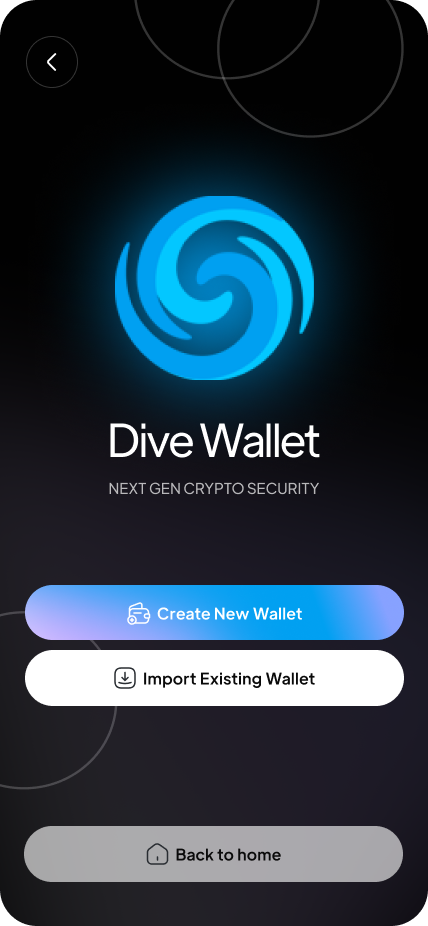 Dive Wallet
NEXT GEN CRYPTO SECURITY
Create New Wallet
Import Existing Wallet
Back to home